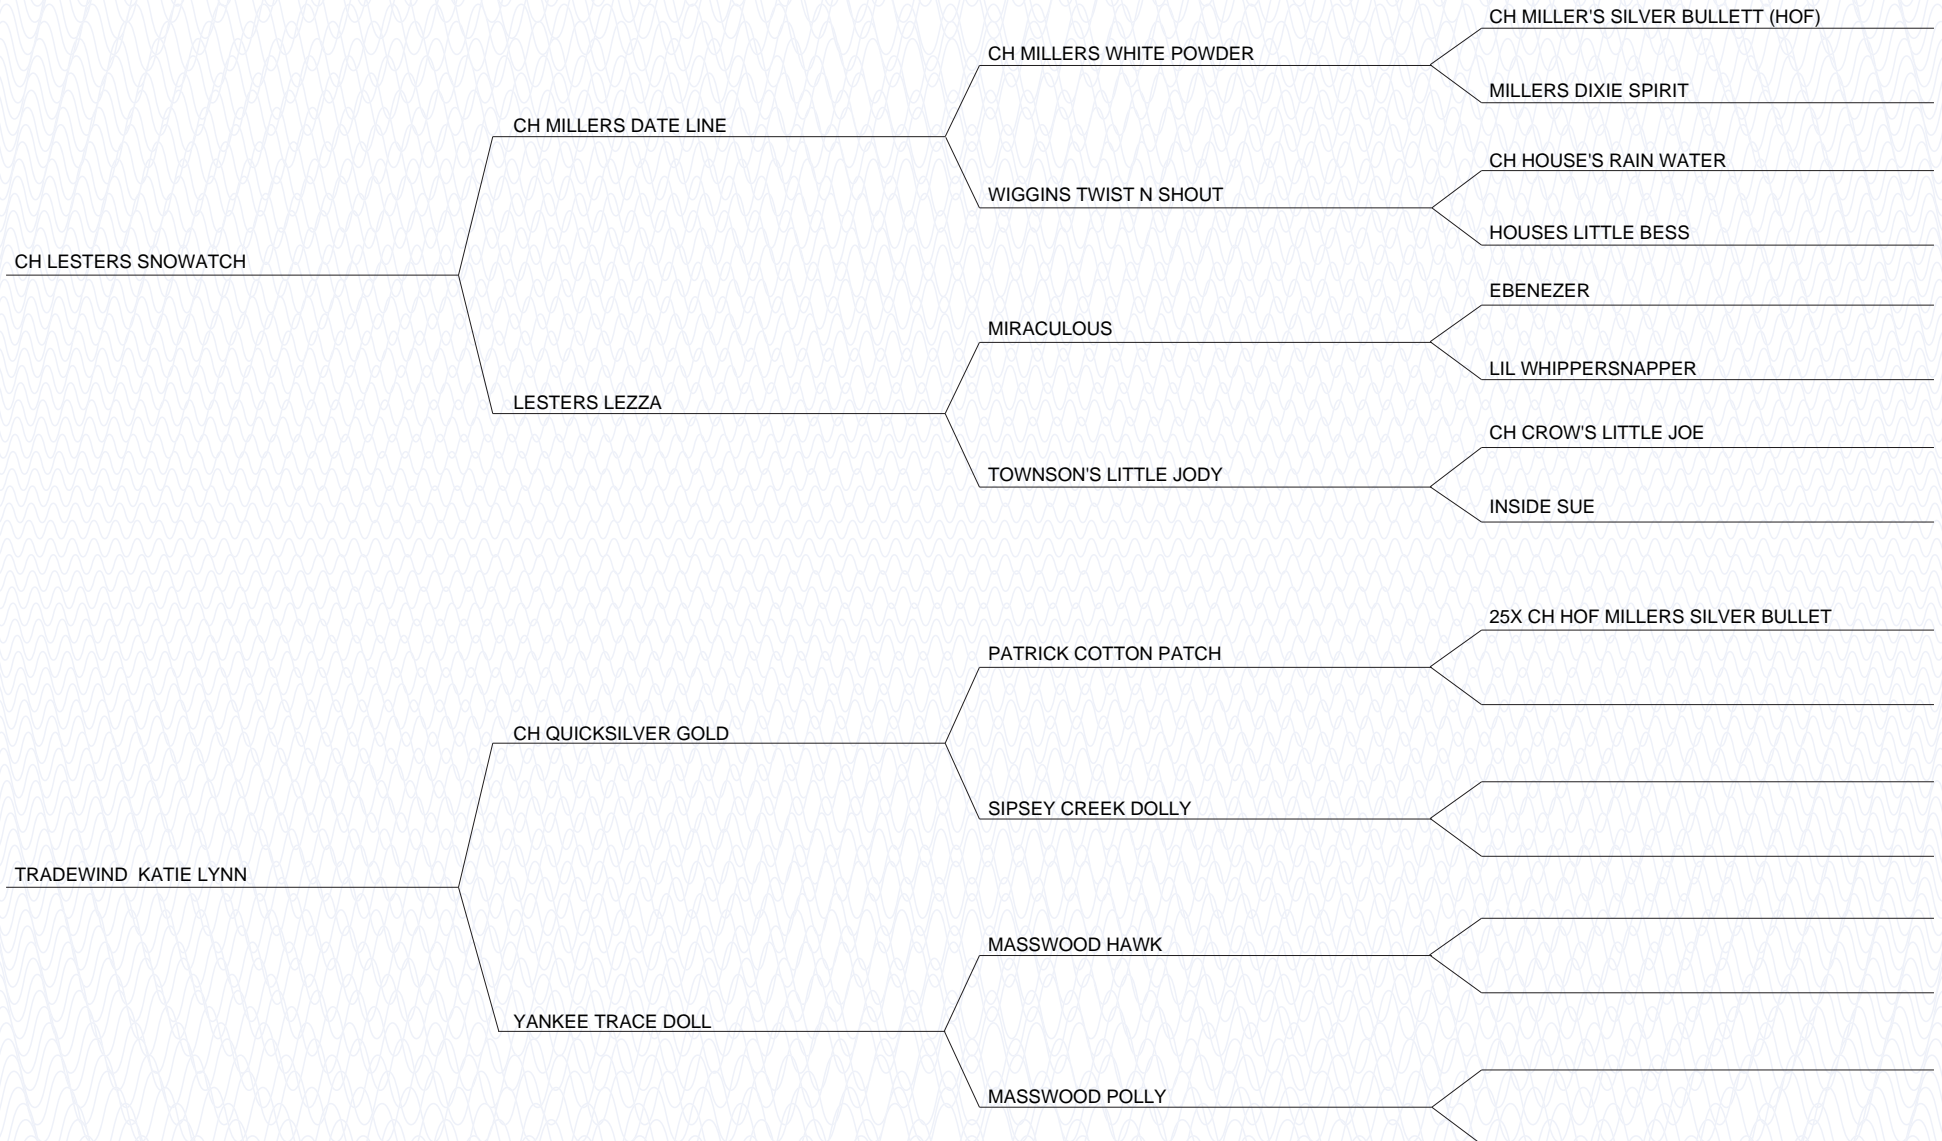 CH MILLER'S SILVER BULLETT (HOF)
CH MILLERS WHITE POWDER
MILLERS DIXIE SPIRIT
CH MILLERS DATE LINE
CH HOUSE'S RAIN WATER
WIGGINS TWIST N SHOUT
HOUSES LITTLE BESS
CH LESTERS SNOWATCH
EBENEZER
MIRACULOUS
LIL WHIPPERSNAPPER
LESTERS LEZZA
CH CROW'S LITTLE JOE
TOWNSON'S LITTLE JODY
INSIDE SUE
25X CH HOF MILLERS SILVER BULLET
PATRICK COTTON PATCH
CH QUICKSILVER GOLD
SIPSEY CREEK DOLLY
TRADEWIND  KATIE LYNN
MASSWOOD HAWK
YANKEE TRACE DOLL
MASSWOOD POLLY